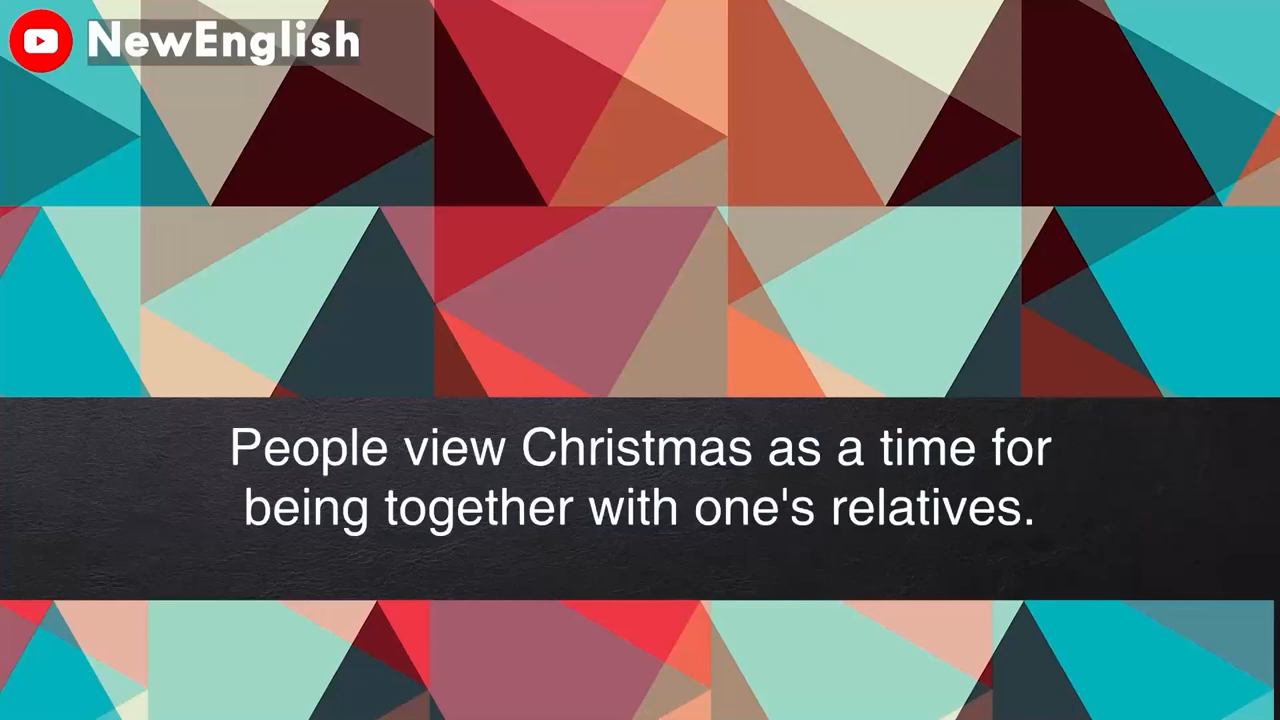 NewEnglish
People view Christmas as a time for
being together with one's relatives.